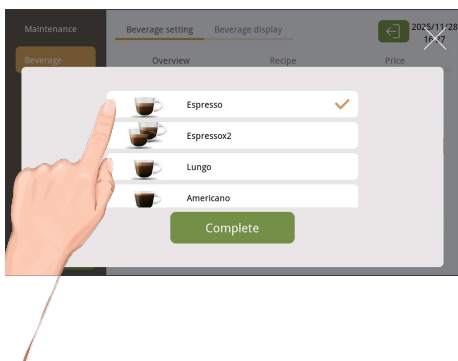 Maintenance
Beverage setting
Beverage display
2025/11/28
16:27
Beverage
Overview
Recipe
Price
Espresso
Espressox2
Lungo
Americano
Complete